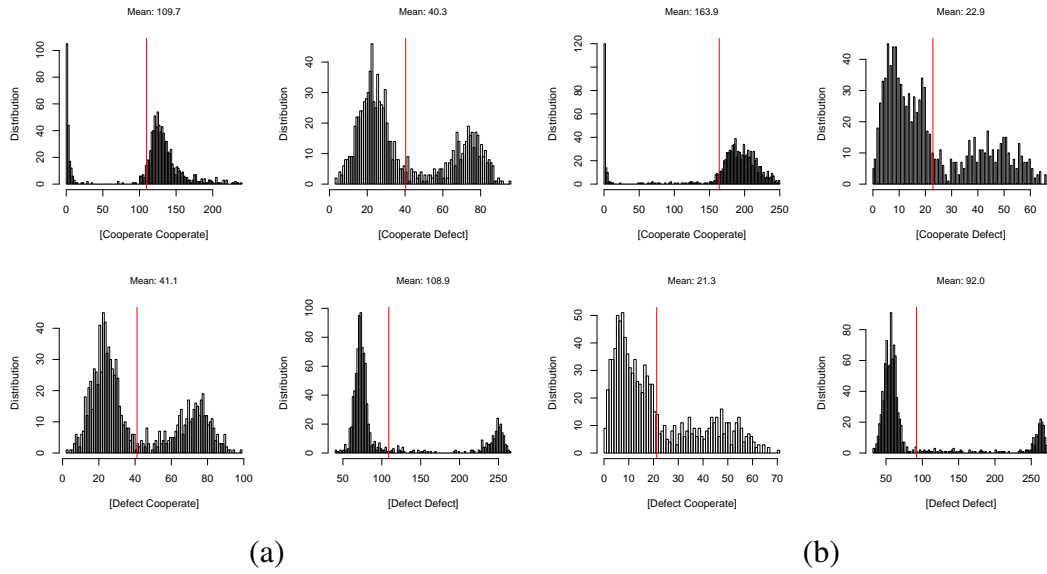 Mean: 109.7
Distribution
0 20 40 60 80 100
0 50 100 150 200
[Cooperate Cooperate]
Mean: 40.3
Distribution
0 10 20 30 40
20 40 60 80
[Cooperate Defect]
Mean: 163.9
Distribution
0 20 40 60 80 100 120
0 50 100 150 200 250
[Cooperate Cooperate]
Mean: 22.9
Distribution
0 10 20 30 40
0 10 20 30 40 50 60
[Cooperate Defect]
Mean: 41.1
Distribution
0 10 20 30 40
0 20 40 60 80 100
[Defect Cooperate]
Mean: 108.9
Distribution
0 20 40 60 80 100
50 100 150 200 250
[Defect Defect]
Mean: 21.3
Distribution
0 10 20 30 40 50
0 10 20 30 40 50 60 70
[Defect Cooperate]
Mean: 92.0
Distribution
0 20 40 60 80
50 100 150 200 250
[Defect Defect]
(a)
(b)